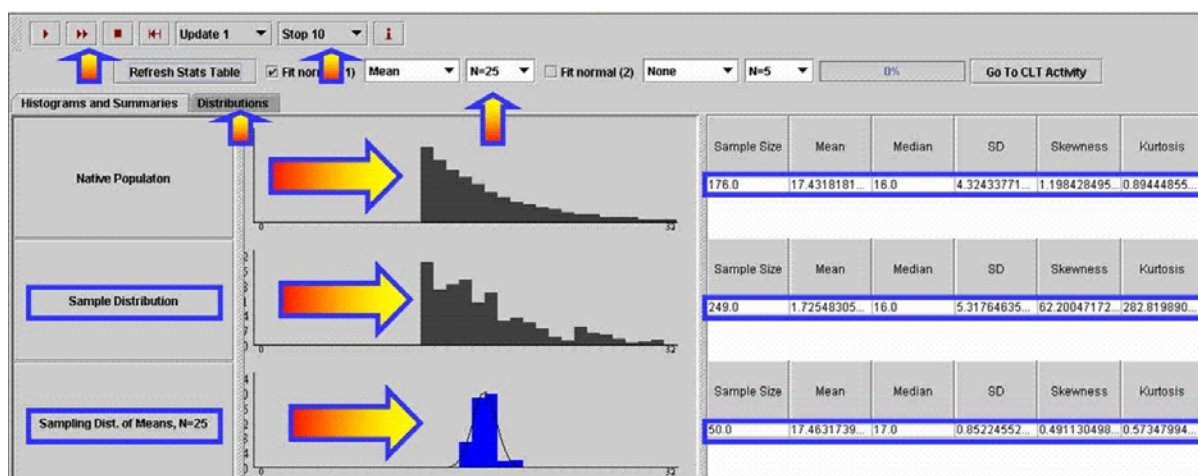 Update 1 Stop 10 i
Refresh Stats Table Fit nor 1) Mean N=25 Fit normal (2) None N=5 0% Go To CLT Activity
Histograms and Summaries Distributions
Native Populaton
0 32
Sample Size Mean Median SD Skewness Kurtosis
176.0 17.4318181... 16.0 4.32433771... 1.198428495... 0.89444855...
Sample Distribution
0 32
Sample Size Mean Median SD Skewness Kurtosis
249.0 1.72548305... 16.0 5.31764635... 62.20047172... 282.819890...
Sampling Dist. of Means, N=25
0 32
Sample Size Mean Median SD Skewness Kurtosis
50.0 17.4631739... 17.0 0.85224552... 0.491130498... 0.57347994...